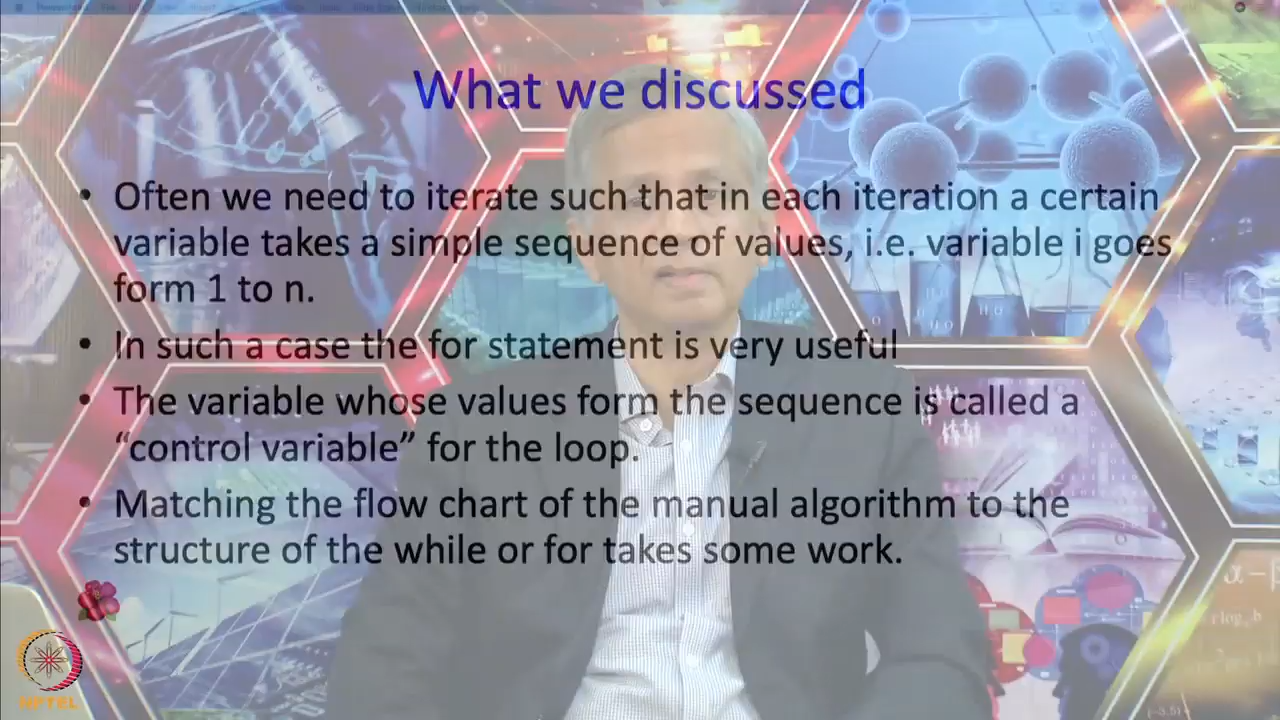 What we discussed
• Often we need to iterate such that in each iteration a certain
variable takes a simple sequence of values, i.e. variable i goes
form 1 to n.
• In such a case the for statement is very useful
• The variable whose values form the sequence is called a
“control variable” for the loop.
• Matching the flow chart of the manual algorithm to the
structure of the while or for takes some work.
NPTEL